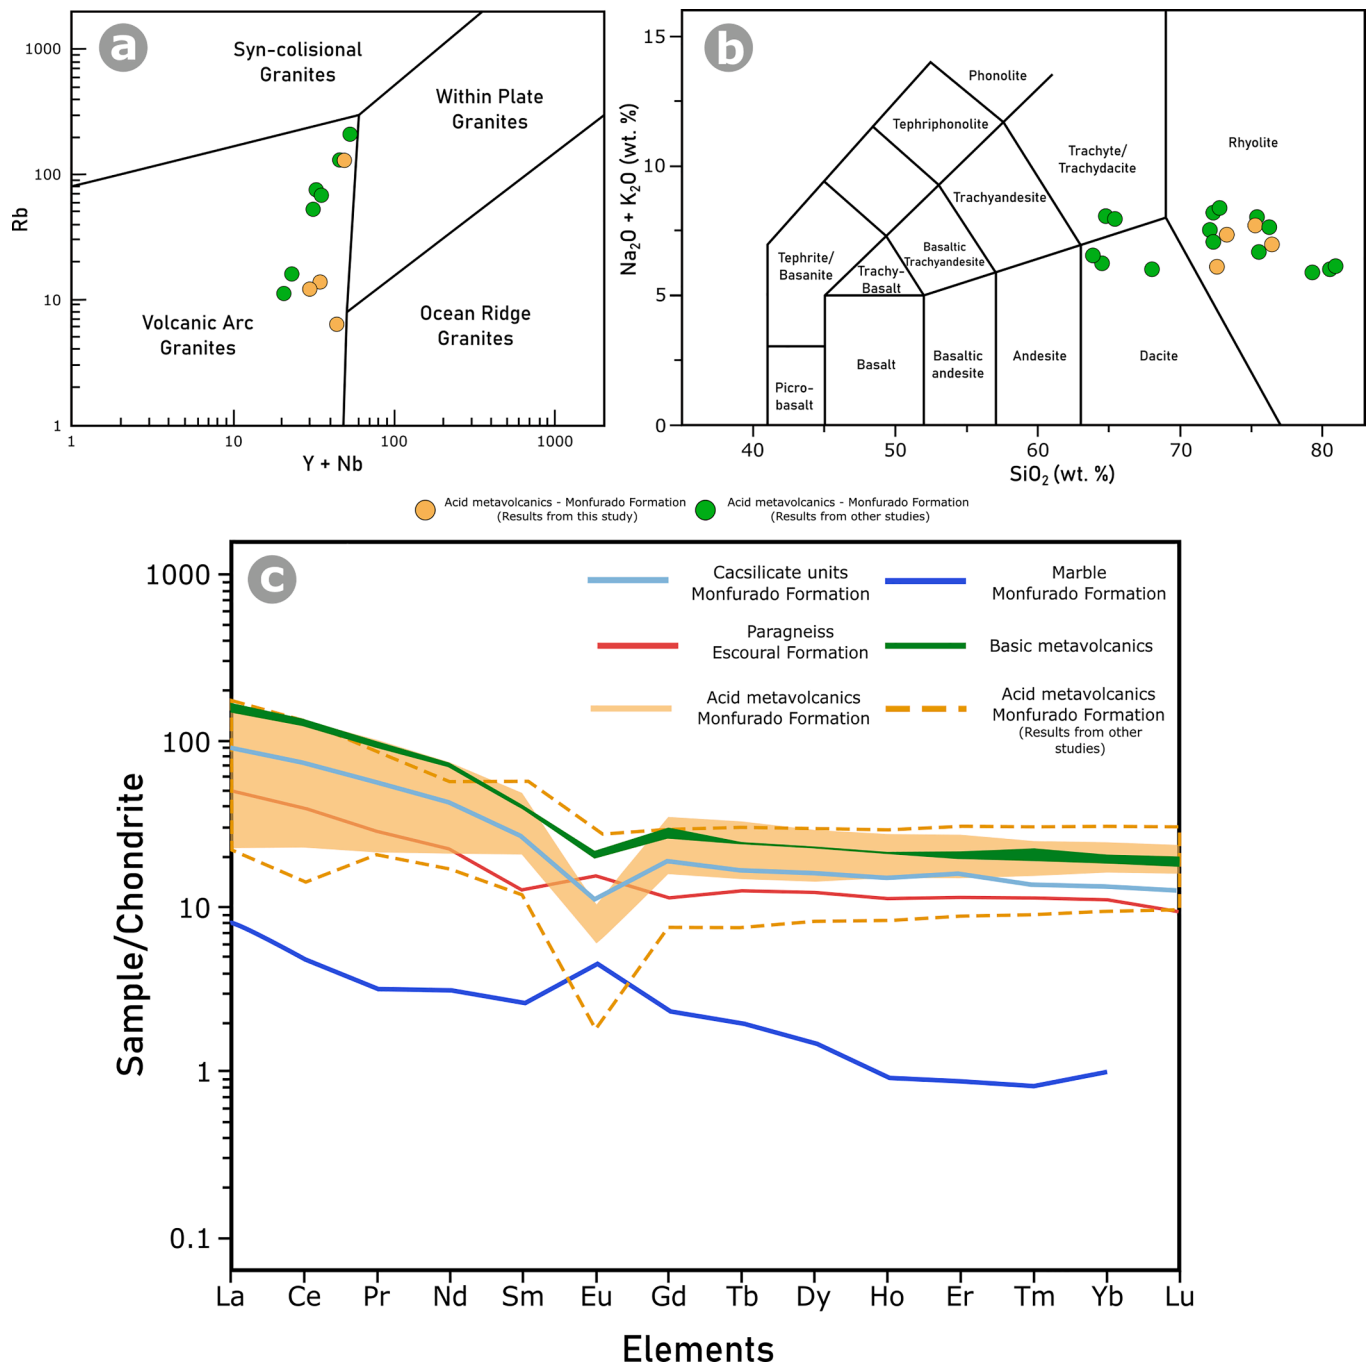 a
Syn-colisional
Granites
Within Plate
Granites
Volcanic Arc
Granites
Ocean Ridge
Granites
1000
100
10
1
Rb
1
10
100
1000
Y + Nb
b
Phonolite
Tephriphonolite
Trachyte/
Trachydacite
Rhyolite
Trachyandesite
Tephrite/
Basanite
Basaltic
Trachyandesite
Trachy-
Basalt
Basalt
Basaltic
andesite
Andesite
Dacite
Picro-
basalt
15
10
5
0
Na₂O + K₂O (wt. %)
40
50
60
70
80
SiO₂ (wt. %)
Acid metavolcanics - Monfurado Formation
(Results from this study)
Acid metavolcanics - Monfurado Formation
(Results from other studies)
c
Cacsilicate units
Monfurado Formation
Marble
Monfurado Formation
Paragneiss
Escoural Formation
Basic metavolcanics
Acid metavolcanics
Monfurado Formation
Acid metavolcanics
Monfurado Formation
(Results from other
studies)
1000
100
10
1
0.1
Sample/Chondrite
La Ce Pr Nd Sm Eu Gd Tb Dy Ho Er Tm Yb Lu
Elements